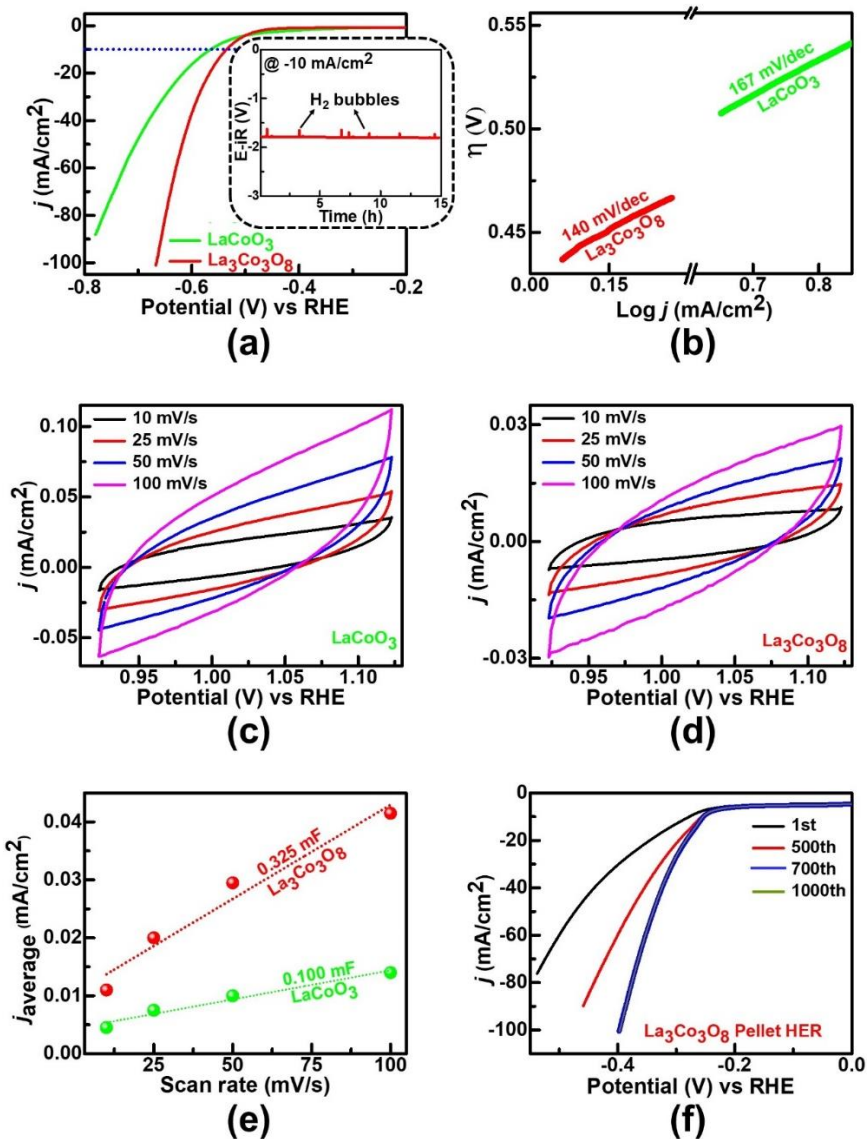 0
-20
-40
-60
-80
-100
j (mA/cm²)
@ -10 mA/cm²
H₂ bubbles
0
-1
-2
-3
E-iR (V)
5 10 15
Time (h)
LaCoO₃
La₃Co₃O₈
-0.8 -0.6 -0.4 -0.2
Potential (V) vs RHE
(a)
0.55
0.50
0.45
η (V)
167 mV/dec
LaCoO₃
140 mV/dec
La₃Co₃O₈
0.15 0.7 0.8
Log j (mA/cm²)
(b)
0.10
0.05
0.00
-0.05
j (mA/cm²)
10 mV/s
25 mV/s
50 mV/s
100 mV/s
LaCoO₃
0.95 1.00 1.05 1.10
Potential (V) vs RHE
(c)
0.03
0.00
-0.03
j (mA/cm²)
10 mV/s
25 mV/s
50 mV/s
100 mV/s
La₃Co₃O₈
0.95 1.00 1.05 1.10
Potential (V) vs RHE
(d)
0.04
0.03
0.02
0.01
0.00
javerage (mA/cm²)
0.325 mF
La₃Co₃O₈
0.100 mF
LaCoO₃
25 50 75 100
Scan rate (mV/s)
(e)
0
-20
-40
-60
-80
-100
j (mA/cm²)
1st
500th
700th
1000th
La₃Co₃O₈ Pellet HER
-0.4 -0.2 0.0
Potential (V) vs RHE
(f)